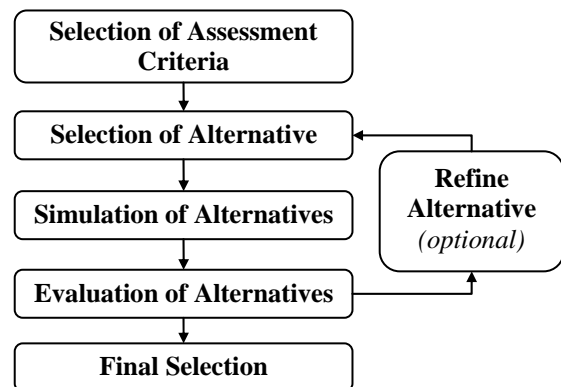 Selection of Assessment
Criteria
Selection of Alternative
Simulation of Alternatives
Evaluation of Alternatives
Final Selection
Refine
Alternative
(optional)